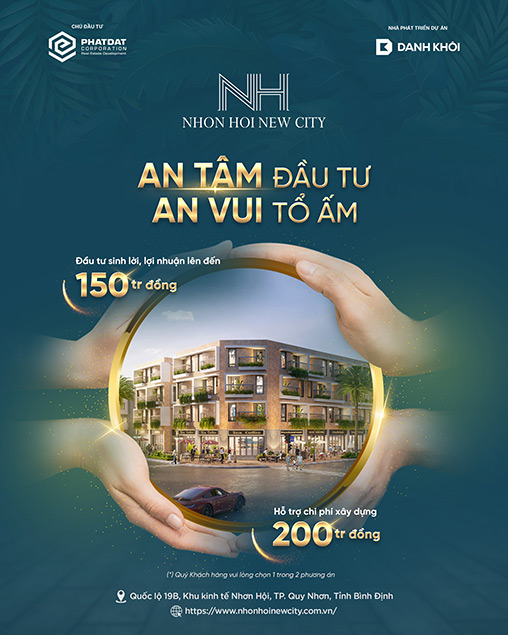 CHỦ ĐẦU TƯ
PHATDAT
CORPORATION
Real Estate Development
NHÀ PHÁT TRIỂN DỰ ÁN
DANH KHÔI
NH
NHON HOI NEW CITY
AN TÂM ĐẦU TƯ
AN VUI TỔ ẤM
Đầu tư sinh lời, lợi nhuận lên đến
150 tr đồng
Hỗ trợ chi phí xây dựng
200 tr đồng
(*) Quý Khách hàng vui lòng chọn 1 trong 2 phương án
Quốc lộ 19B, Khu kinh tế Nhơn Hội, TP. Quy Nhơn, Tỉnh Bình Định
https://www.nhonhoinewcity.com.vn/